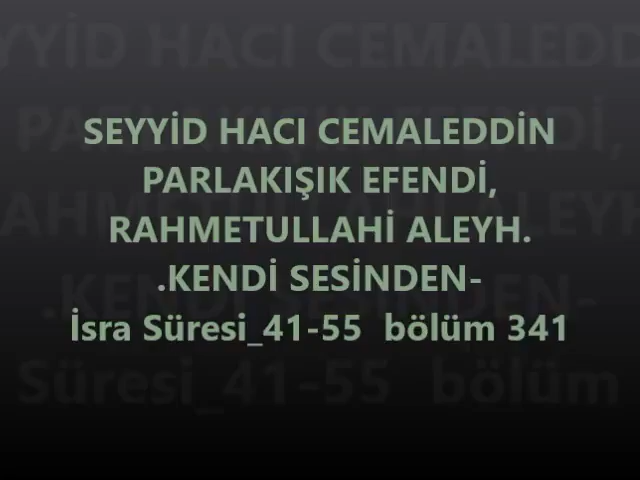 SEYYİD HACI CEMALEDDİN
PARLAKIŞIK EFENDİ,
RAHMETULLAHİ ALEYH.
.KENDİ SESİNDEN-
İsra Süresi_41-55 bölüm 341